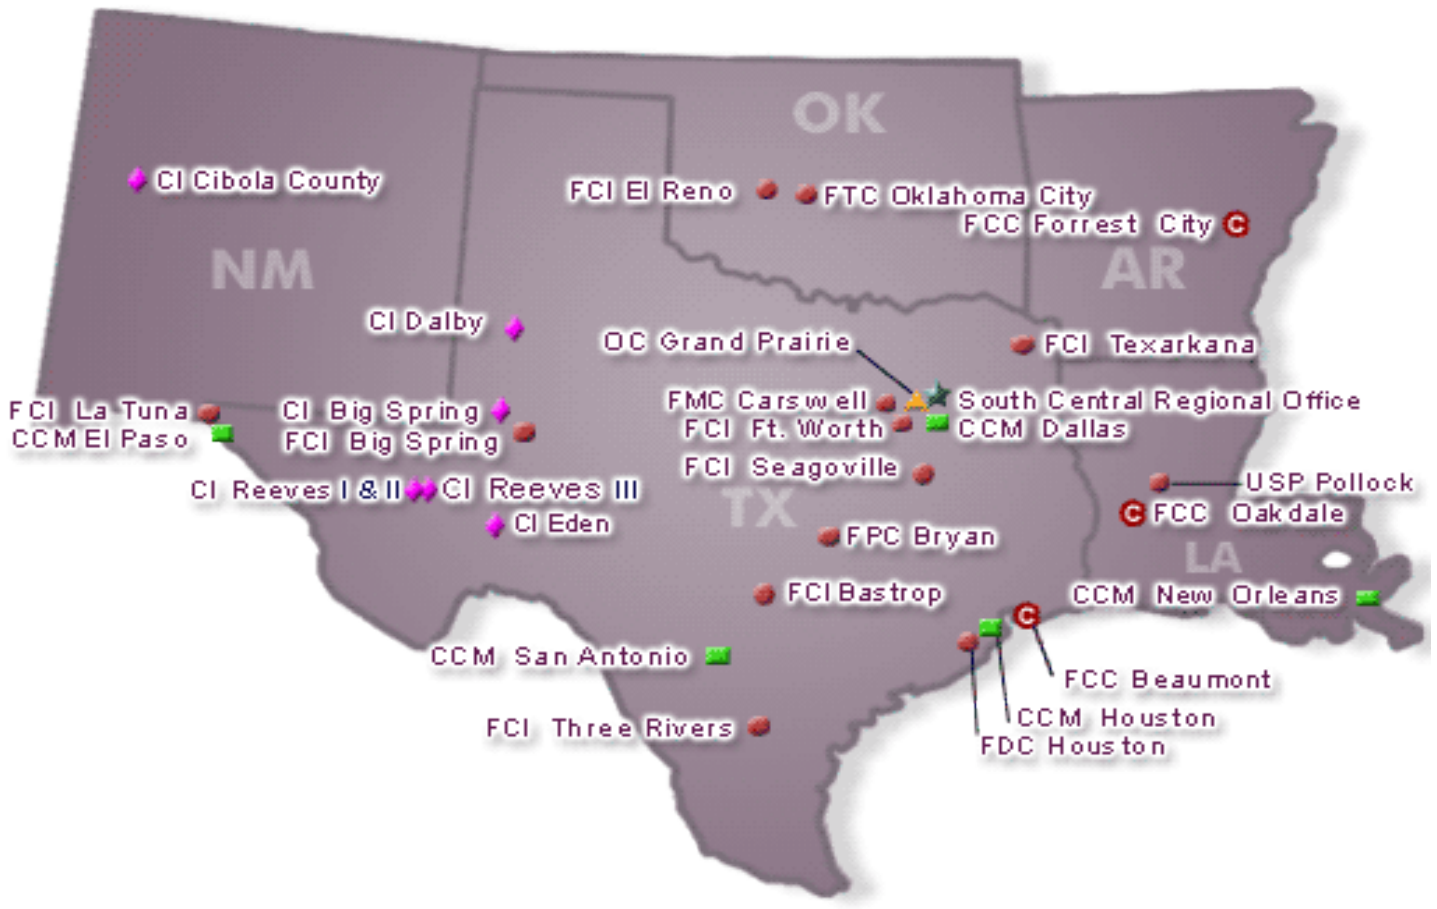 OK
CI Cibola County
FCI El Reno
FTC Oklahoma City
FCC Forrest City
C
NM
AR
CI Dalby
OC Grand Prairie
FCI Texarkana
FCI La Tuna
CI Big Spring
FMC Carswell
South Central Regional Office
CCM El Paso
FCI Big Spring
FCI Ft. Worth
CCM Dallas
FCI Seagoville
CI Reeves I & II
CI Reeves III
USP Pollock
TX
C
FCC Oakdale
CI Eden
FPC Bryan
LA
FCI Bastrop
CCM New Orleans
C
CCM San Antonio
FCC Beaumont
FCI Three Rivers
CCM Houston
FDC Houston